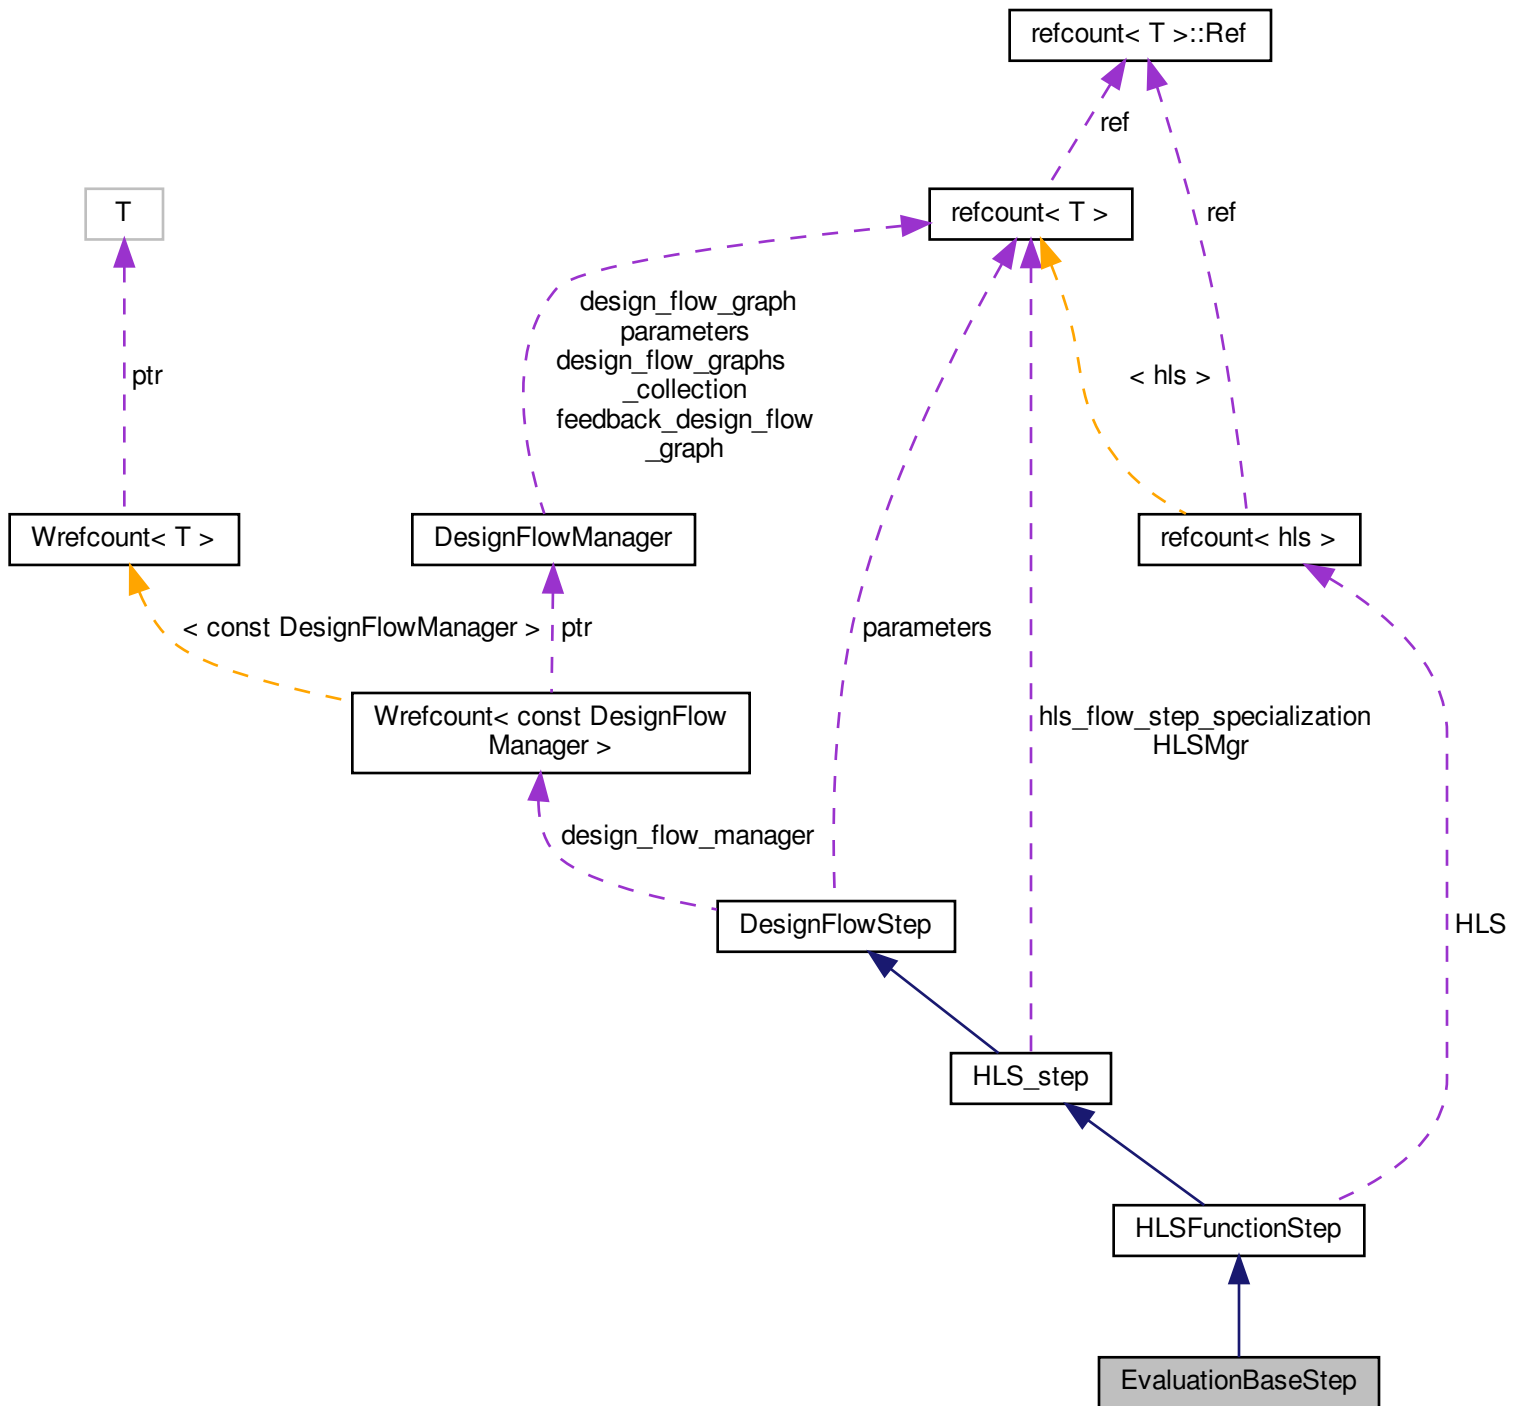 refcount< T >::Ref
ref
T
refcount< T >
ref
design_flow_graph
parameters
design_flow_graphs
_collection
feedback_design_flow
_graph
ptr
< hls >
Wrefcount< T >
DesignFlowManager
refcount< hls >
< const DesignFlowManager >
ptr
parameters
Wrefcount< const DesignFlow
Manager >
hls_flow_step_specialization
HLSMgr
design_flow_manager
DesignFlowStep
HLS
HLS_step
HLSFunctionStep
EvaluationBaseStep